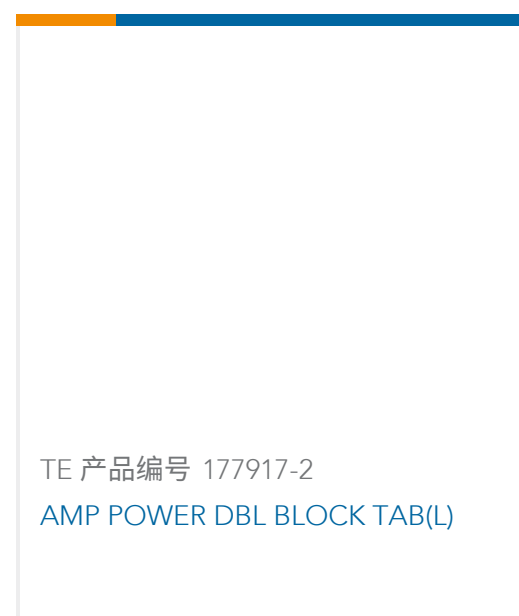 TE 产品编号 177917-2
AMP POWER DBL BLOCK TAB(L)